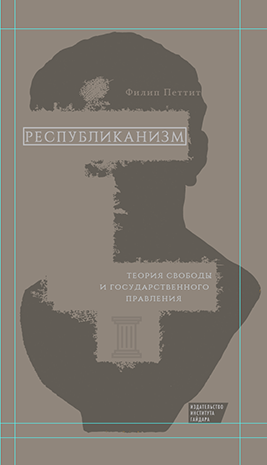 Филип Петтит
РЕСПУБЛИКАНИЗМ
ТЕОРИЯ СВОБОДЫ
И ГОСУДАРСТВЕННОГО
ПРАВЛЕНИЯ
ИЗДАТЕЛЬСТВО
ИНСТИТУТА
ГАЙДАРА